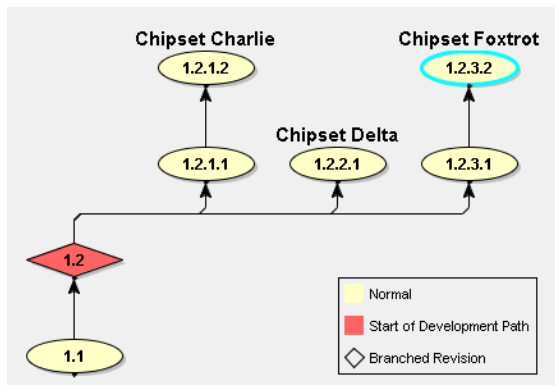 Chipset Charlie
Chipset Foxtrot
1.2.1.2
1.2.3.2
Chipset Delta
1.2.1.1
1.2.2.1
1.2.3.1
1.2
Normal
Start of Development Path
1.1
Branched Revision